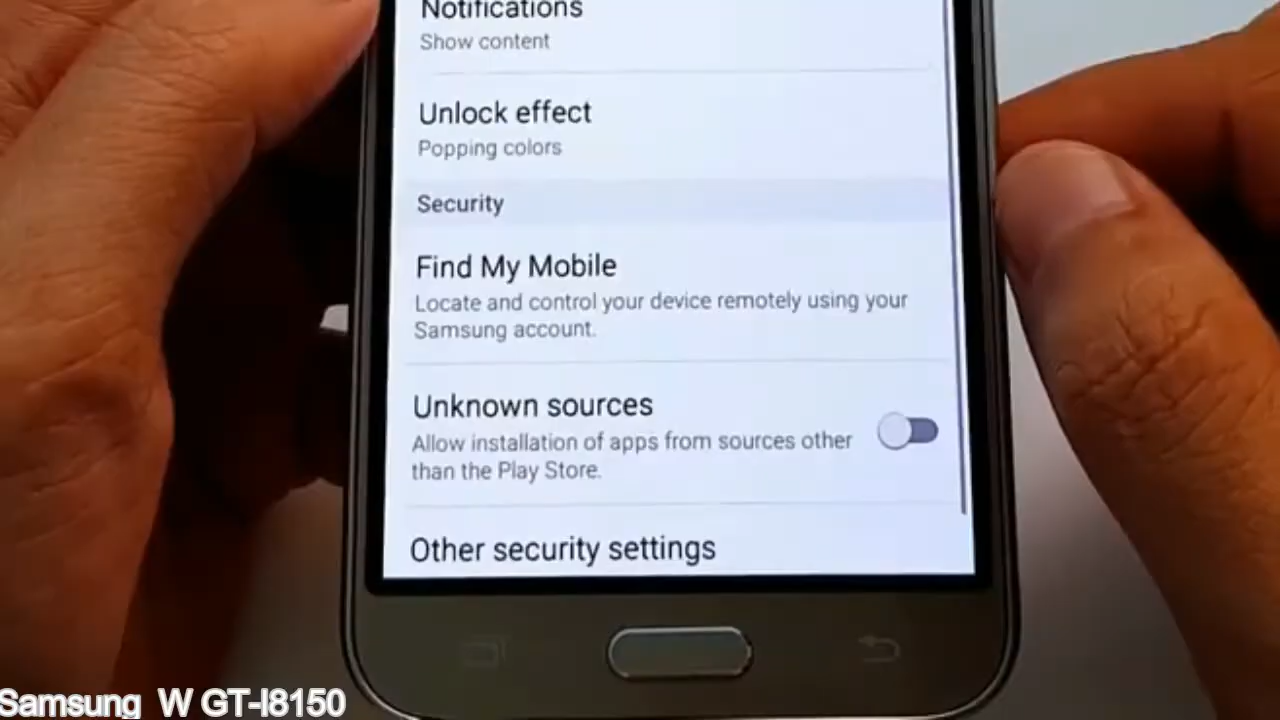 Notifications
Show content
Unlock effect
Popping colors
Security
Find My Mobile
Locate and control your device remotely using your
Samsung account.
Unknown sources
Allow installation of apps from sources other
than the Play Store.
Other security settings
Samsung W GT-I8150